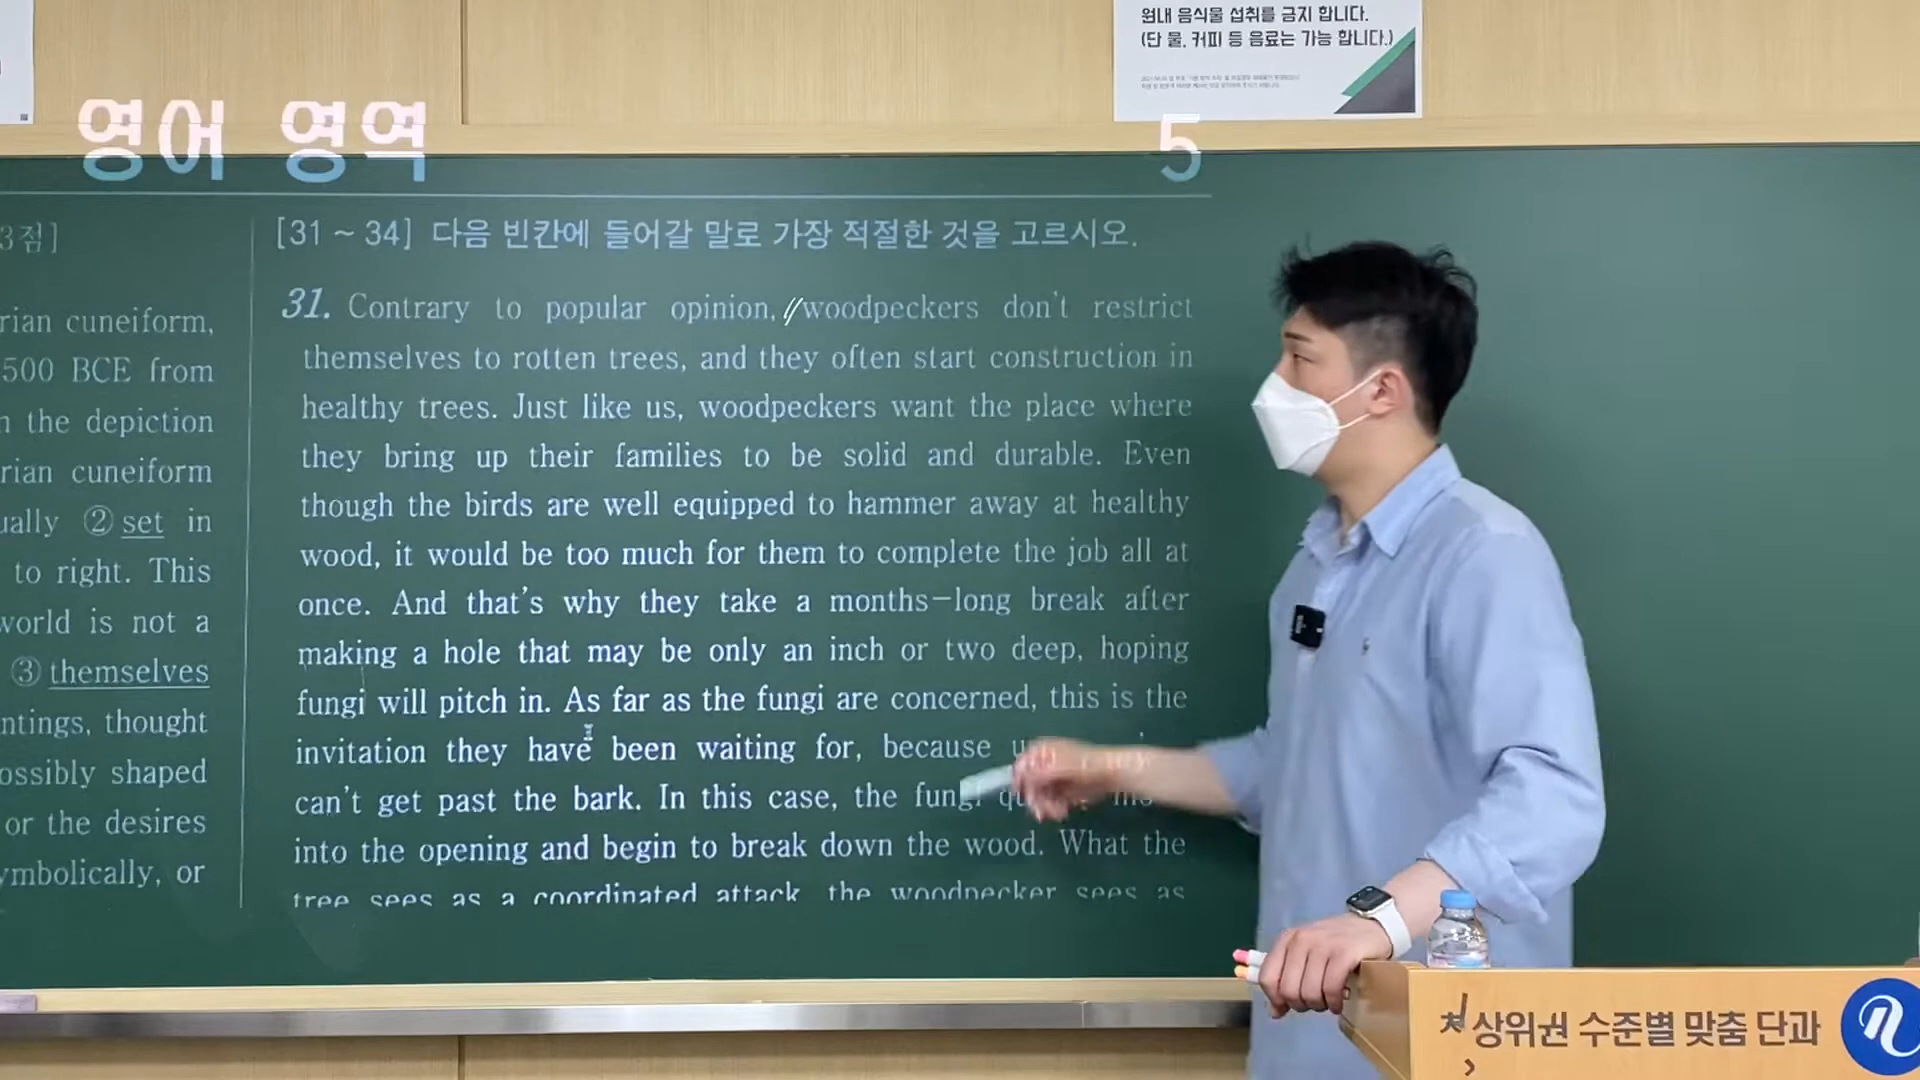 원내 음식물 섭취를 금지 합니다.
(단 물, 커피 등 음료는 가능 합니다.)
영어 영역
5
3점]
rian cuneiform,
500 BCE from
the depiction
rian cuneiform
ually ② set in
to right. This
world is not a
③ themselves
ntings, thought
ossibly shaped
or the desires
ymbolically, or
[31 ~ 34] 다음 빈칸에 들어갈 말로 가장 적절한 것을 고르시오.
31. Contrary to popular opinion, woodpeckers don't restrict
themselves to rotten trees, and they often start construction in
healthy trees. Just like us, woodpeckers want the place where
they bring up their families to be solid and durable. Even
though the birds are well equipped to hammer away at healthy
wood, it would be too much for them to complete the job all at
once. And that's why they take a months-long break after
making a hole that may be only an inch or two deep, hoping
fungi will pitch in. As far as the fungi are concerned, this is the
invitation they have been waiting for, because
can't get past the bark. In this case, the fungi
into the opening and begin to break down the wood. What the
tree sees as a coordinated attack, the woodpecker sees as
상위권 수준별 맞춤 단과